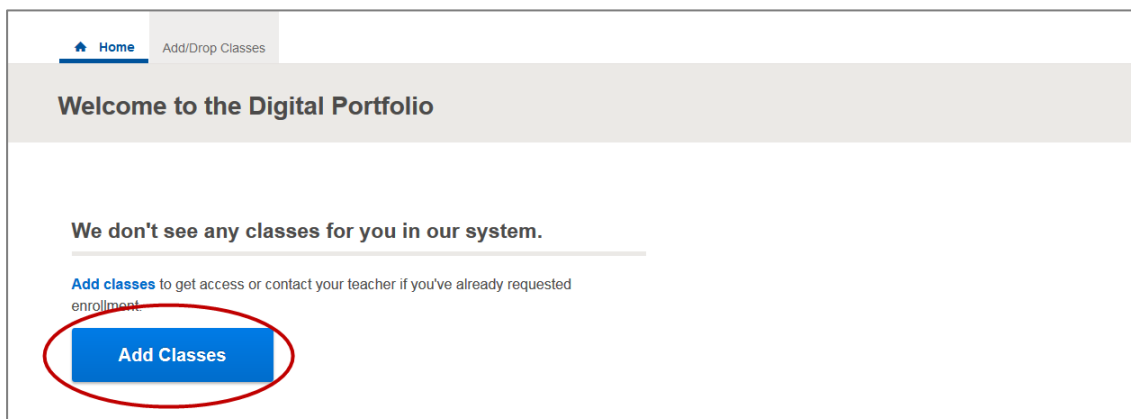 Home Add/Drop Classes
Welcome to the Digital Portfolio
We don't see any classes for you in our system.
Add classes to get access or contact your teacher if you've already requested
enrollment.
Add Classes